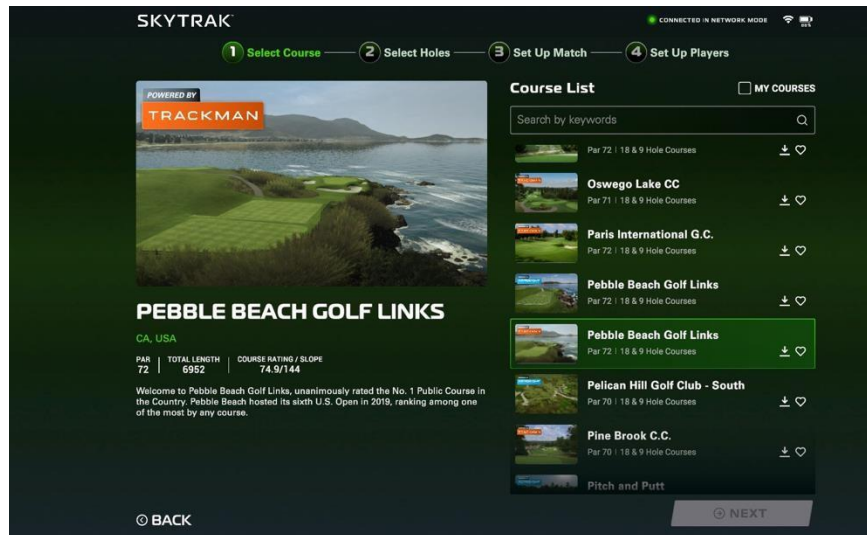 SKYTRAK
CONNECTED IN NETWORK MODE
1 Select Course
2 Select Holes
3 Set Up Match
4 Set Up Players
POWERED BY
TRACKMAN
PEBBLE BEACH GOLF LINKS
CA, USA
PAR
72
TOTAL LENGTH
6952
COURSE RATING / SLOPE
74.9/144
Welcome to Pebble Beach Golf Links, unanimously rated the No. 1 Public Course in
the Country. Pebble Beach hosted its sixth U.S. Open in 2019, ranking among one
of the most by any course.
Course List
MY COURSES
Search by keywords
Par 72 | 18 & 9 Hole Courses
Oswego Lake CC
Par 71 | 18 & 9 Hole Courses
Paris International G.C.
Par 72 | 18 & 9 Hole Courses
Pebble Beach Golf Links
Par 72 | 18 & 9 Hole Courses
Pebble Beach Golf Links
Par 72 | 18 & 9 Hole Courses
Pelican Hill Golf Club - South
Par 70 | 18 & 9 Hole Courses
Pine Brook C.C.
Par 70 | 18 & 9 Hole Courses
Pitch and Putt
BACK
NEXT